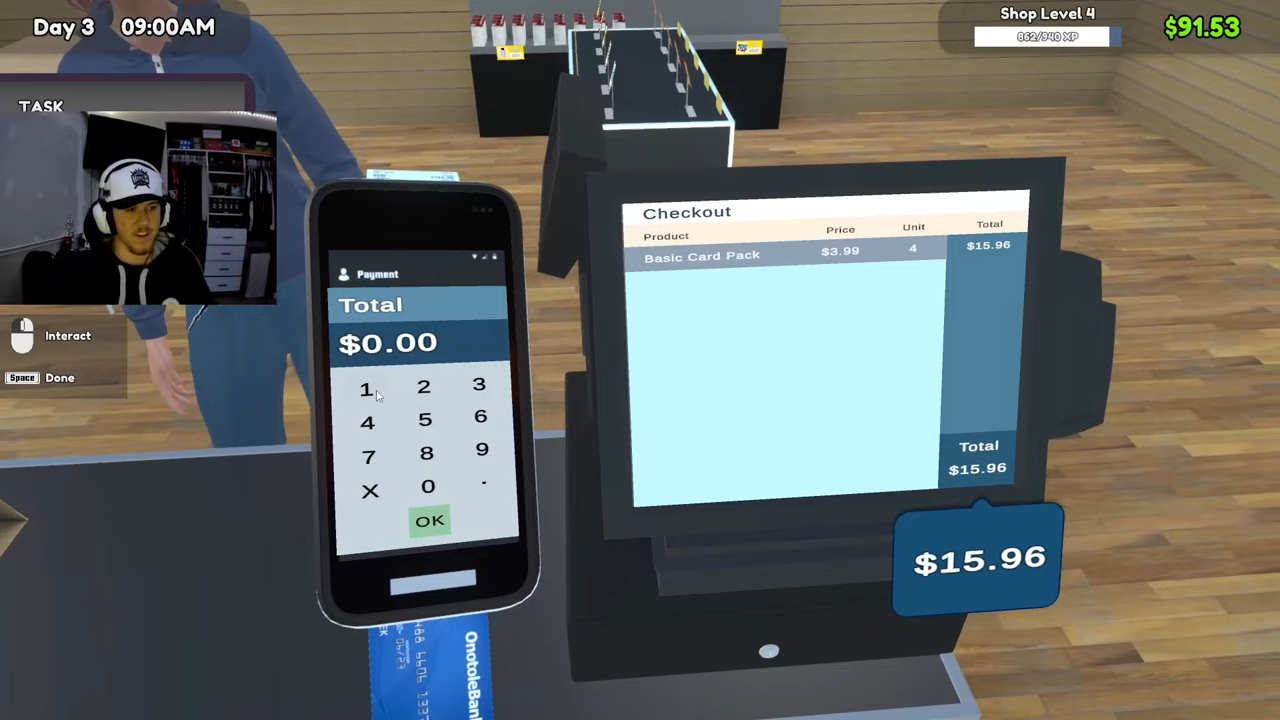 Day 3 09:00AM
Shop Level 4
862/940 XP
$91.53
TASK
Interact
Space Done
Payment
Total
$0.00
1 2 3
4 5 6
7 8 9
X 0 .
OK
Checkout
Product Price Unit Total
Basic Card Pack $3.99 4 $15.96
Total
$15.96
$15.96
OnotoleBank